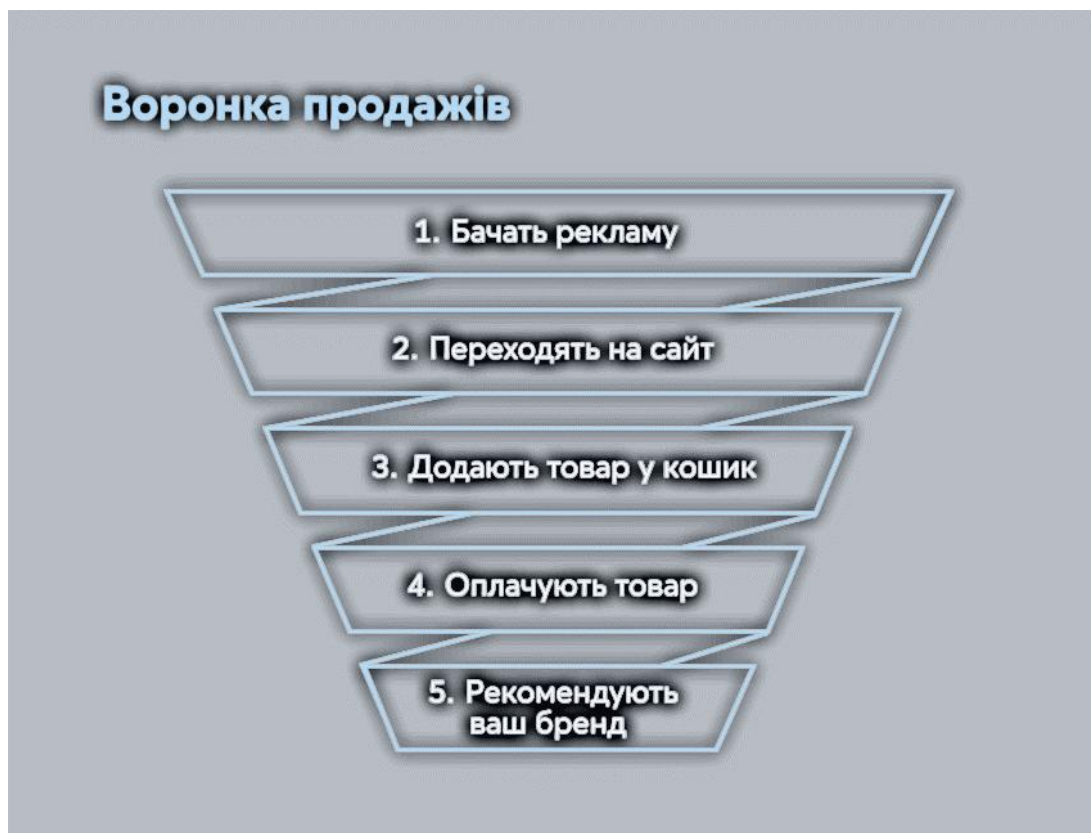 Воронка продажів
1. Бачать рекламу
2. Переходять на сайт
3. Додають товар у кошик
4. Оплачують товар
5. Рекомендують
ваш бренд